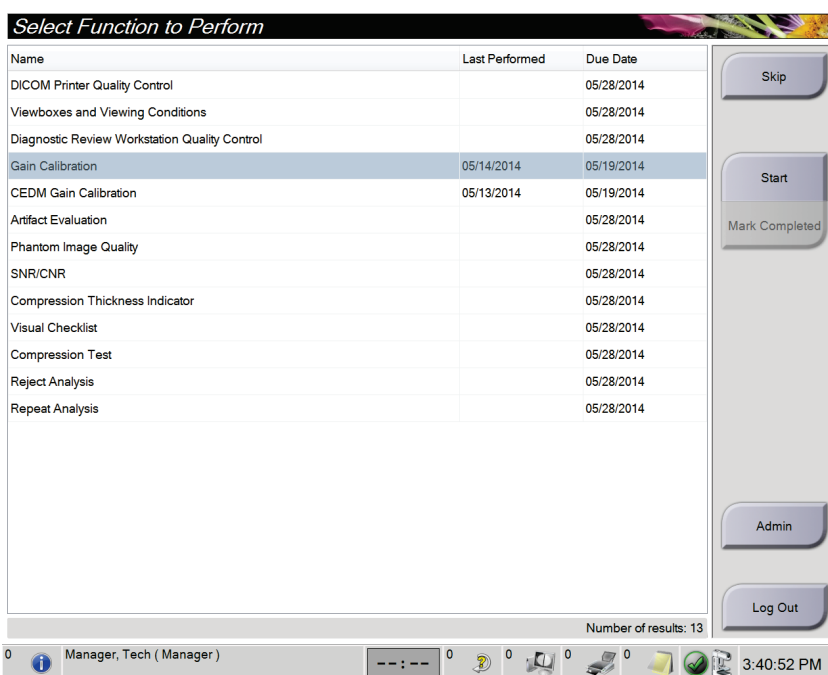 Select Function to Perform
Name Last Performed Due Date
DICOM Printer Quality Control 05/28/2014
Viewboxes and Viewing Conditions 05/28/2014
Diagnostic Review Workstation Quality Control 05/28/2014
Gain Calibration 05/14/2014 05/19/2014
CEDM Gain Calibration 05/13/2014 05/19/2014
Artifact Evaluation 05/28/2014
Phantom Image Quality 05/28/2014
SNR/CNR 05/28/2014
Compression Thickness Indicator 05/28/2014
Visual Checklist 05/28/2014
Compression Test 05/28/2014
Reject Analysis 05/28/2014
Repeat Analysis 05/28/2014
Number of results: 13
Skip
Start
Mark Completed
Admin
Log Out
0 Manager, Tech ( Manager ) --:-- 0 0 0 0 3:40:52 PM